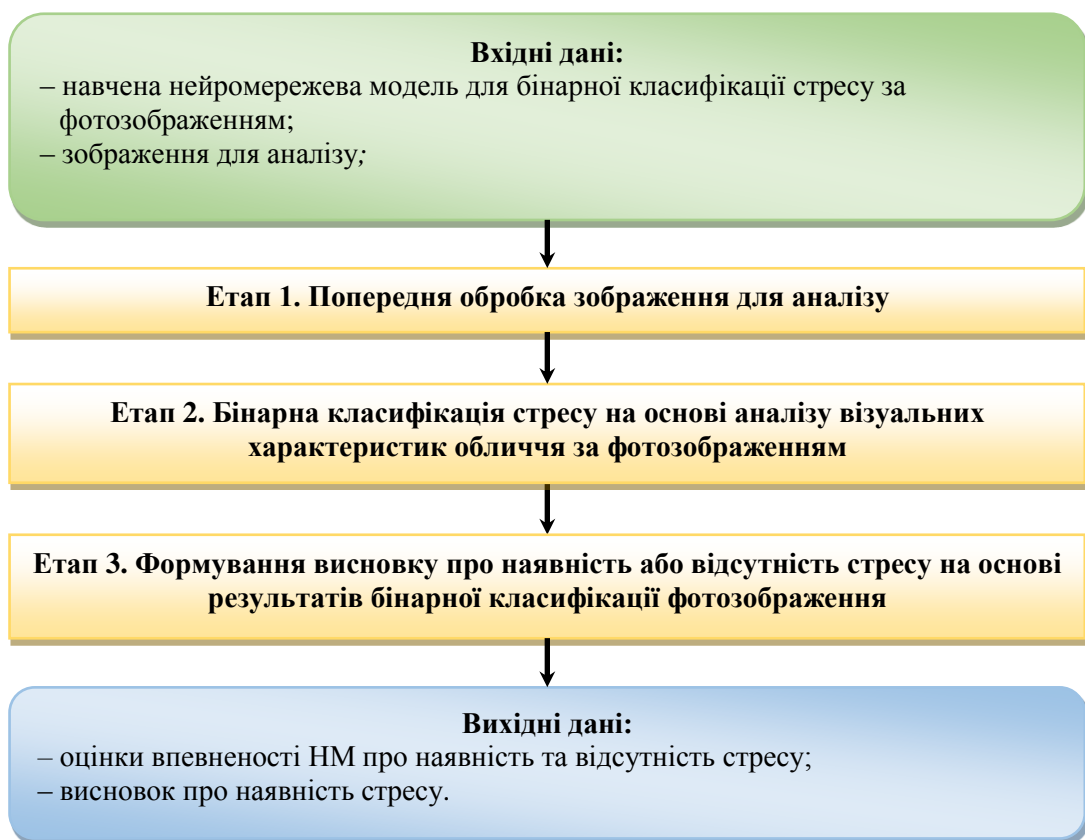 Вхідні дані:
– навчена нейромережева модель для бінарної класифікації стресу за
фотозображенням;
– зображення для аналізу;
Етап 1. Попередня обробка зображення для аналізу
Етап 2. Бінарна класифікація стресу на основі аналізу візуальних
характеристик обличчя за фотозображенням
Етап 3. Формування висновку про наявність або відсутність стресу на основі
результатів бінарної класифікації фотозображення
Вихідні дані:
– оцінки впевненості НМ про наявність та відсутність стресу;
– висновок про наявність стресу.